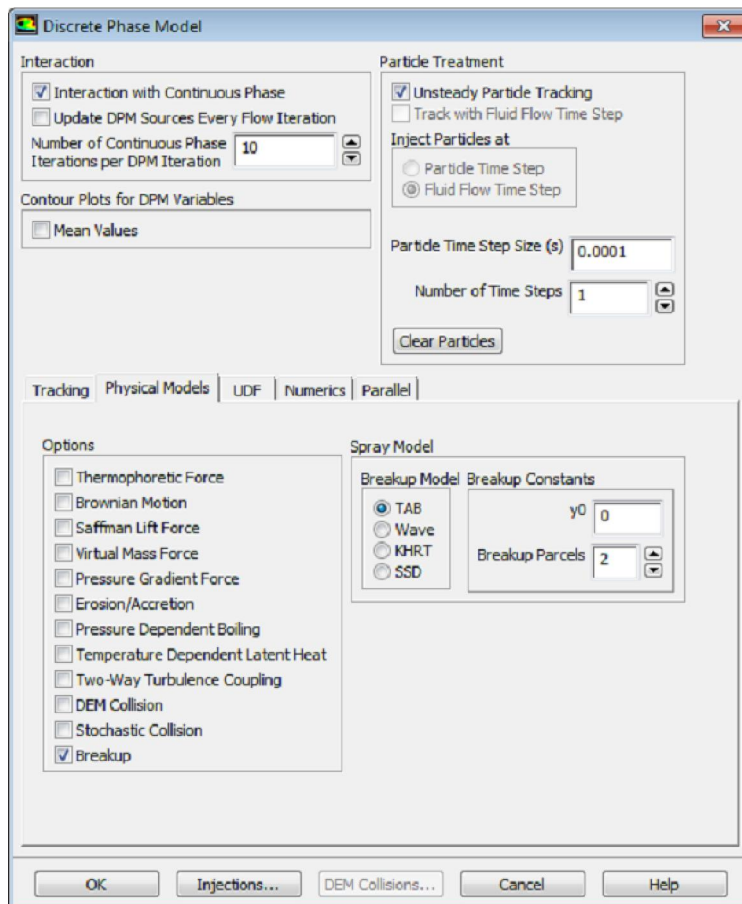 Discrete Phase Model
Interaction
Interaction with Continuous Phase
Update DPM Sources Every Flow Iteration
Number of Continuous Phase
Iterations per DPM Iteration
10
Contour Plots for DPM Variables
Mean Values
Particle Treatment
Unsteady Particle Tracking
Track with Fluid Flow Time Step
Inject Particles at
Particle Time Step
Fluid Flow Time Step
Particle Time Step Size (s)
0.0001
Number of Time Steps
1
Clear Particles
Tracking
Physical Models
UDF
Numerics
Parallel
Options
Thermophoretic Force
Brownian Motion
Saffman Lift Force
Virtual Mass Force
Pressure Gradient Force
Erosion/Accretion
Pressure Dependent Boiling
Temperature Dependent Latent Heat
Two-Way Turbulence Coupling
DEM Collision
Stochastic Collision
Breakup
Spray Model
Breakup Model
TAB
Wave
KHRT
SSD
Breakup Constants
y0
0
Breakup Parcels
2
OK
Injections...
DEM Collisions...
Cancel
Help